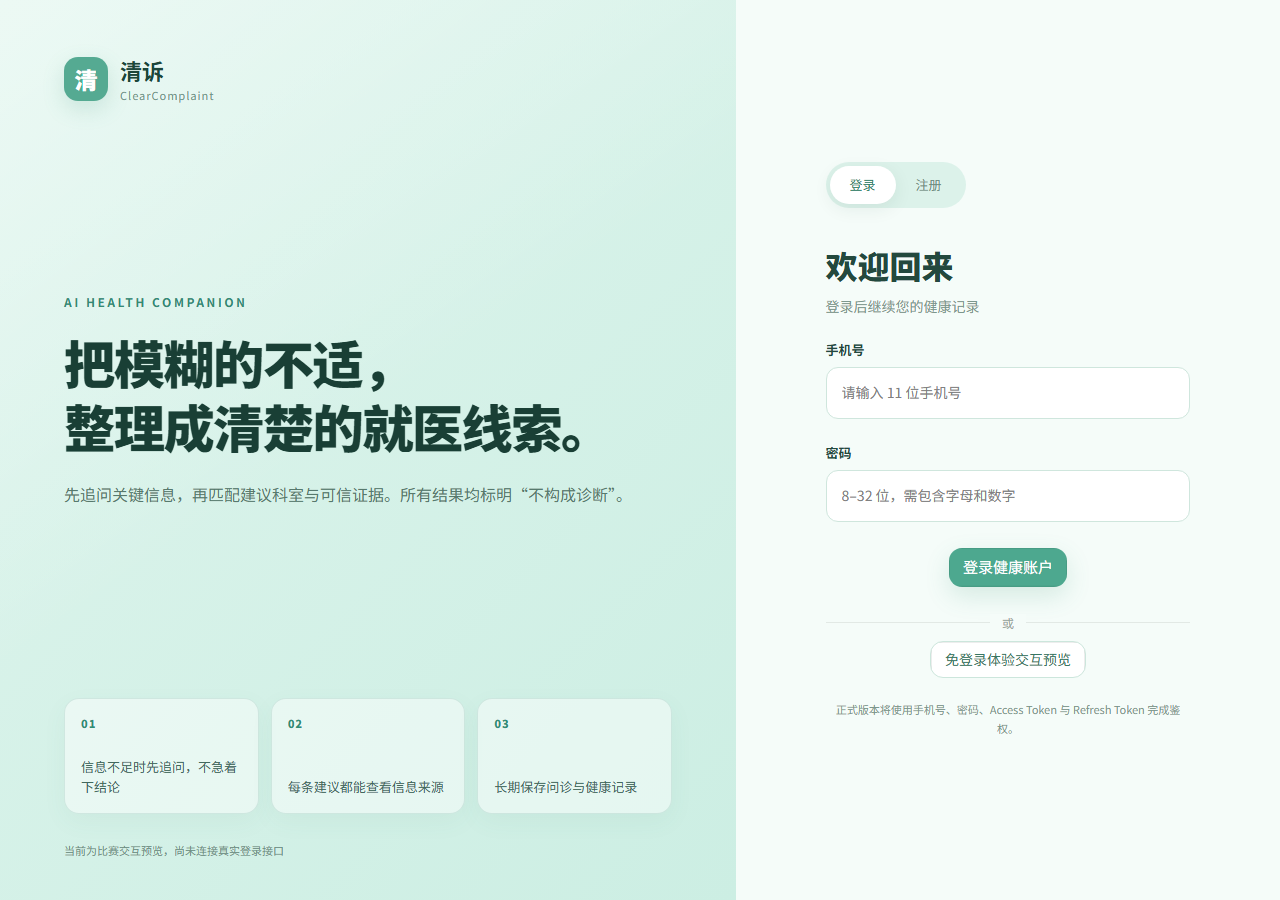 清
清诉
ClearComplaint
AI HEALTH COMPANION
把模糊的不适，
整理成清楚的就医线索。
先追问关键信息，再匹配建议科室与可信证据。所有结果均标明“不构成诊断”。
01
信息不足时先追问，不急着
下结论
02
每条建议都能查看信息来源
03
长期保存问诊与健康记录
当前为比赛交互预览，尚未连接真实登录接口
登录
注册
欢迎回来
登录后继续您的健康记录
手机号
请输入 11 位手机号
密码
8–32 位，需包含字母和数字
登录健康账户
或
免登录体验交互预览
正式版本将使用手机号、密码、Access Token 与 Refresh Token 完成鉴
权。